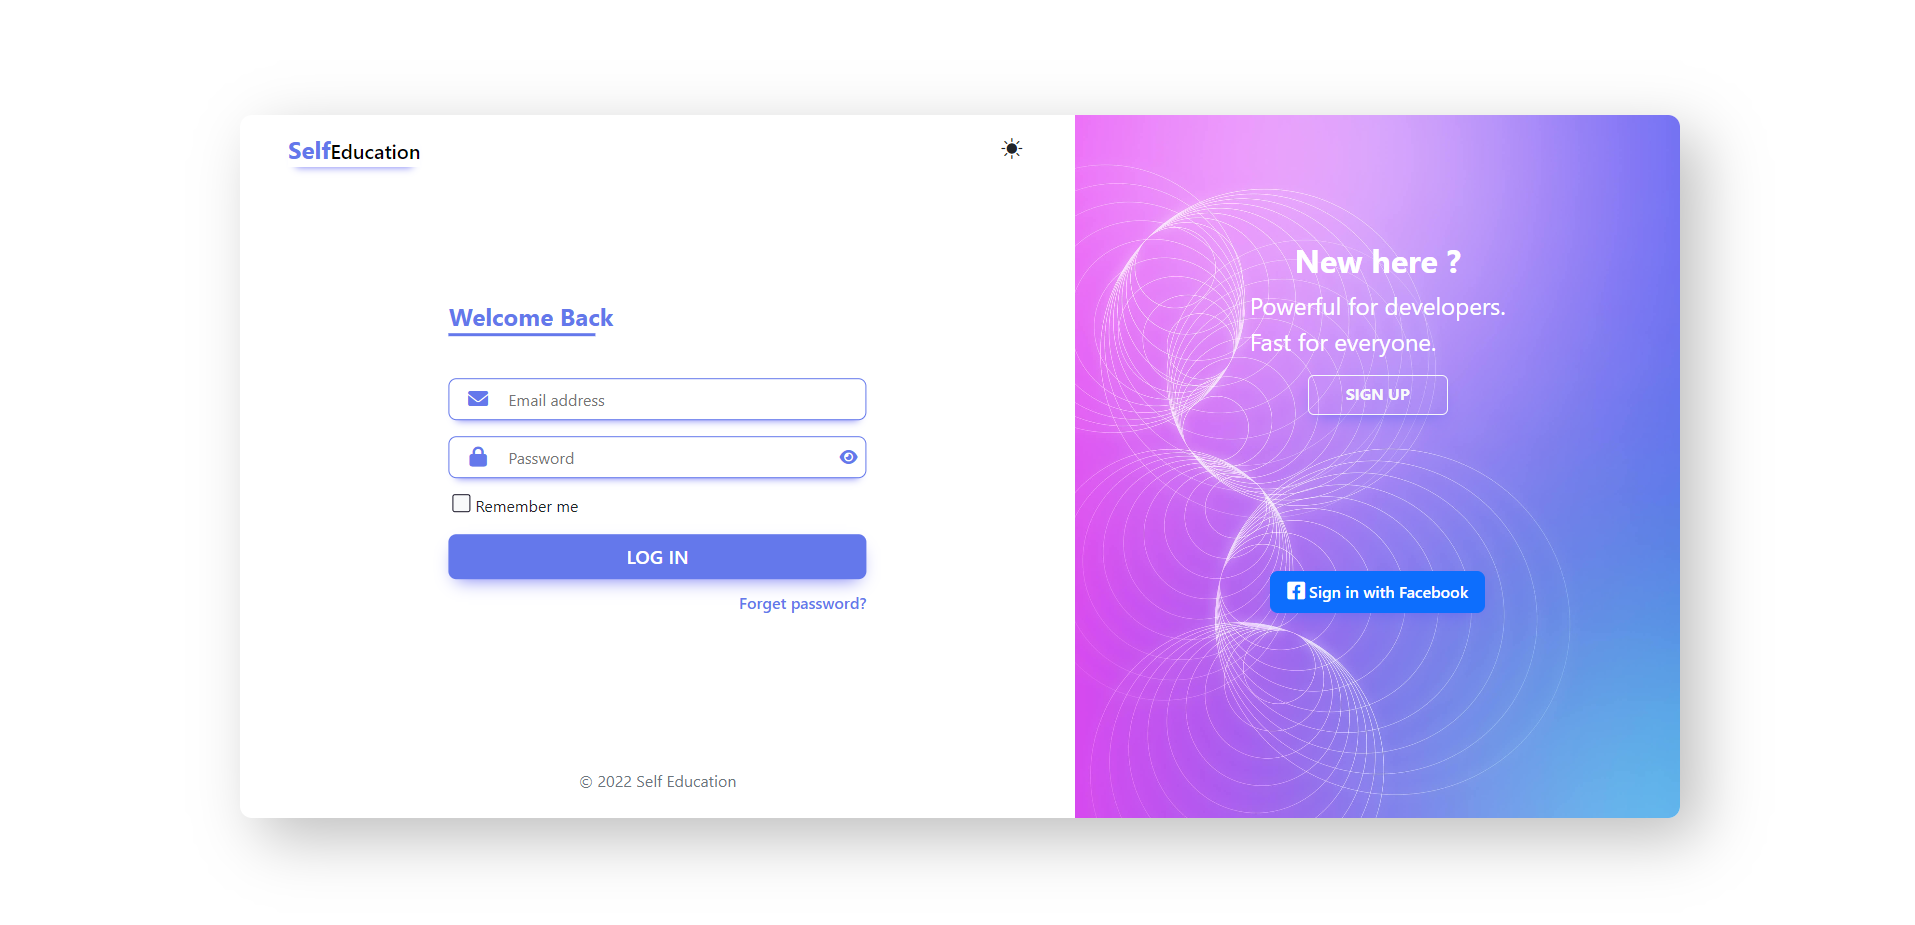 SelfEducation
Welcome Back
Email address
Password
Remember me
LOG IN
Forget password?
© 2022 Self Education
New here ?
Powerful for developers.
Fast for everyone.
SIGN UP
Sign in with Facebook